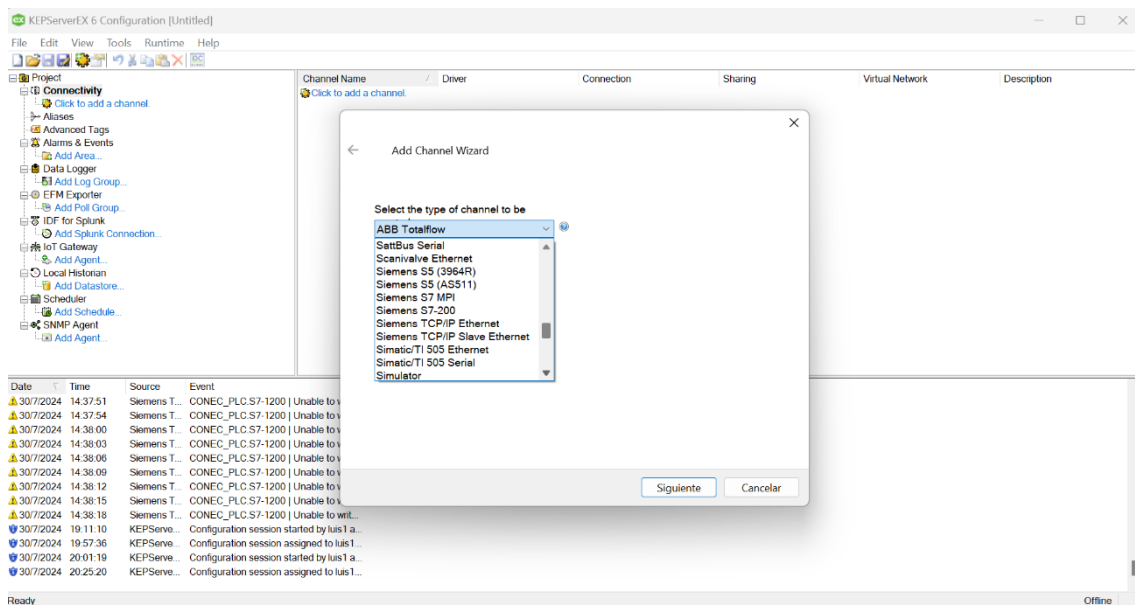 KEPServerEX 6 Configuration [Untitled]
File Edit View Tools Runtime Help
Project
Connectivity
Click to add a channel.
Aliases
Advanced Tags
Alarms & Events
Add Area...
Data Logger
Add Log Group...
EFM Exporter
Add Poll Group...
IDF for Splunk
Add Splunk Connection...
IoT Gateway
Add Agent...
Local Historian
Add Datastore...
Scheduler
Add Schedule...
SNMP Agent
Add Agent...
Channel Name Driver Connection Sharing Virtual Network Description
Click to add a channel.
Add Channel Wizard
Select the type of channel to be
ABB Totalflow
SattBus Serial
Scanivalve Ethernet
Siemens S5 (3964R)
Siemens S5 (AS511)
Siemens S7 MPI
Siemens S7-200
Siemens TCP/IP Ethernet
Siemens TCP/IP Slave Ethernet
Simatic/TI 505 Ethernet
Simatic/TI 505 Serial
Simulator
Siguiente Cancelar
Date Time Source Event
30/7/2024 14:37:51 Siemens T... CONEC_PLC.S7-1200 | Unable to w
30/7/2024 14:37:54 Siemens T... CONEC_PLC.S7-1200 | Unable to w
30/7/2024 14:38:00 Siemens T... CONEC_PLC.S7-1200 | Unable to w
30/7/2024 14:38:03 Siemens T... CONEC_PLC.S7-1200 | Unable to w
30/7/2024 14:38:06 Siemens T... CONEC_PLC.S7-1200 | Unable to w
30/7/2024 14:38:09 Siemens T... CONEC_PLC.S7-1200 | Unable to w
30/7/2024 14:38:12 Siemens T... CONEC_PLC.S7-1200 | Unable to w
30/7/2024 14:38:15 Siemens T... CONEC_PLC.S7-1200 | Unable to w
30/7/2024 14:38:18 Siemens T... CONEC_PLC.S7-1200 | Unable to writ...
30/7/2024 19:11:10 KEPServe... Configuration session started by luis1 a...
30/7/2024 19:57:36 KEPServe... Configuration session assigned to luis1...
30/7/2024 20:01:19 KEPServe... Configuration session started by luis1 a...
30/7/2024 20:25:20 KEPServe... Configuration session assigned to luis1...
Ready Offline